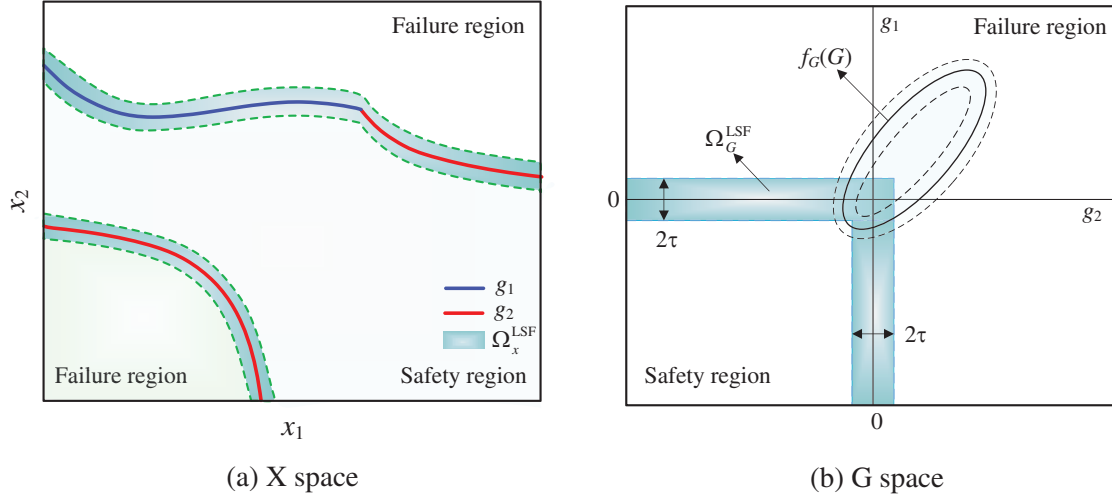 Failure region
x₂
g₁
g₂
Ω_x^LSF
Failure region
Safety region
x₁
(a) X space
g₁
Failure region
f_G(G)
Ω_G^LSF
0
g₂
2τ
2τ
Safety region
0
(b) G space